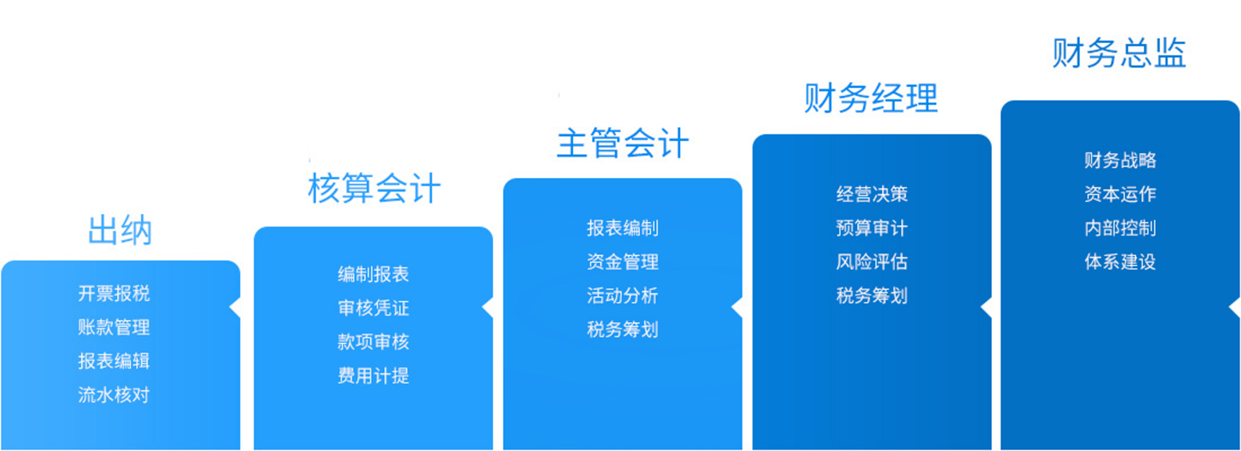 出纳
开票报税
账款管理
报表编辑
流水核对
核算会计
编制报表
审核凭证
款项审核
费用计提
主管会计
报表编制
资金管理
活动分析
税务筹划
财务经理
经营决策
预算审计
风险评估
税务筹划
财务总监
财务战略
资本运作
内部控制
体系建设